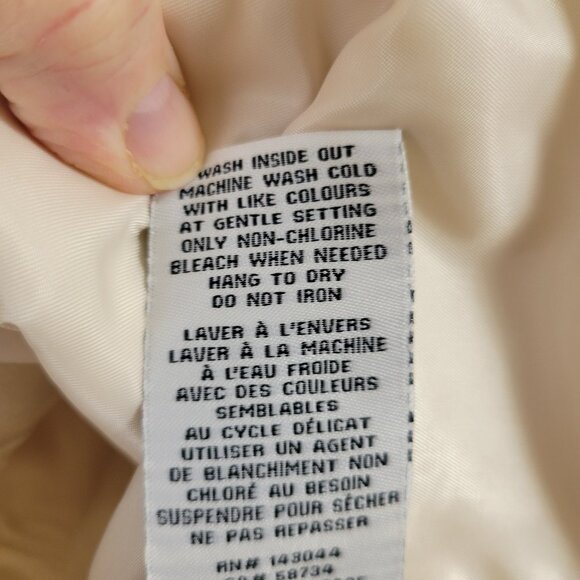 WASH INSIDE OUT
MACHINE WASH COLD
WITH LIKE COLOURS
AT GENTLE SETTING
ONLY NON-CHLORINE
BLEACH WHEN NEEDED
HANG TO DRY
DO NOT IRON
LAVER À L'ENVERS
LAVER À LA MACHINE
À L'EAU FROIDE
AVEC DES COULEURS
SEMBLABLES
AU CYCLE DÉLICAT
UTILISER UN AGENT
DE BLANCHIMENT NON
CHLORÉ AU BESOIN
SUSPENDRE POUR SÉCHER
NE PAS REPASSER
RN# 143044
58734